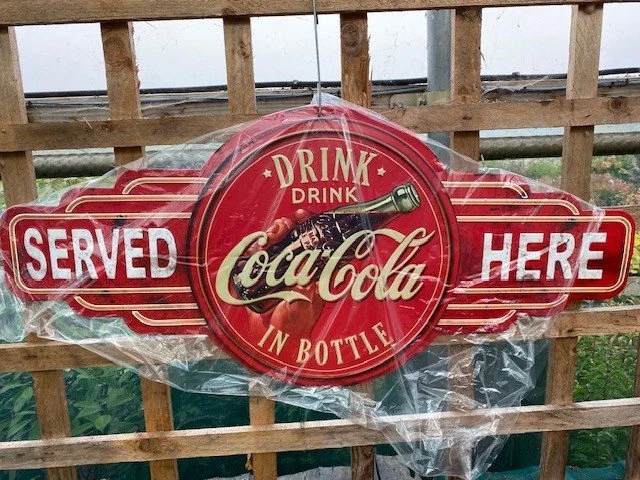 DRINK
DRINK
SERVED
Coca-Cola
HERE
IN BOTTLE